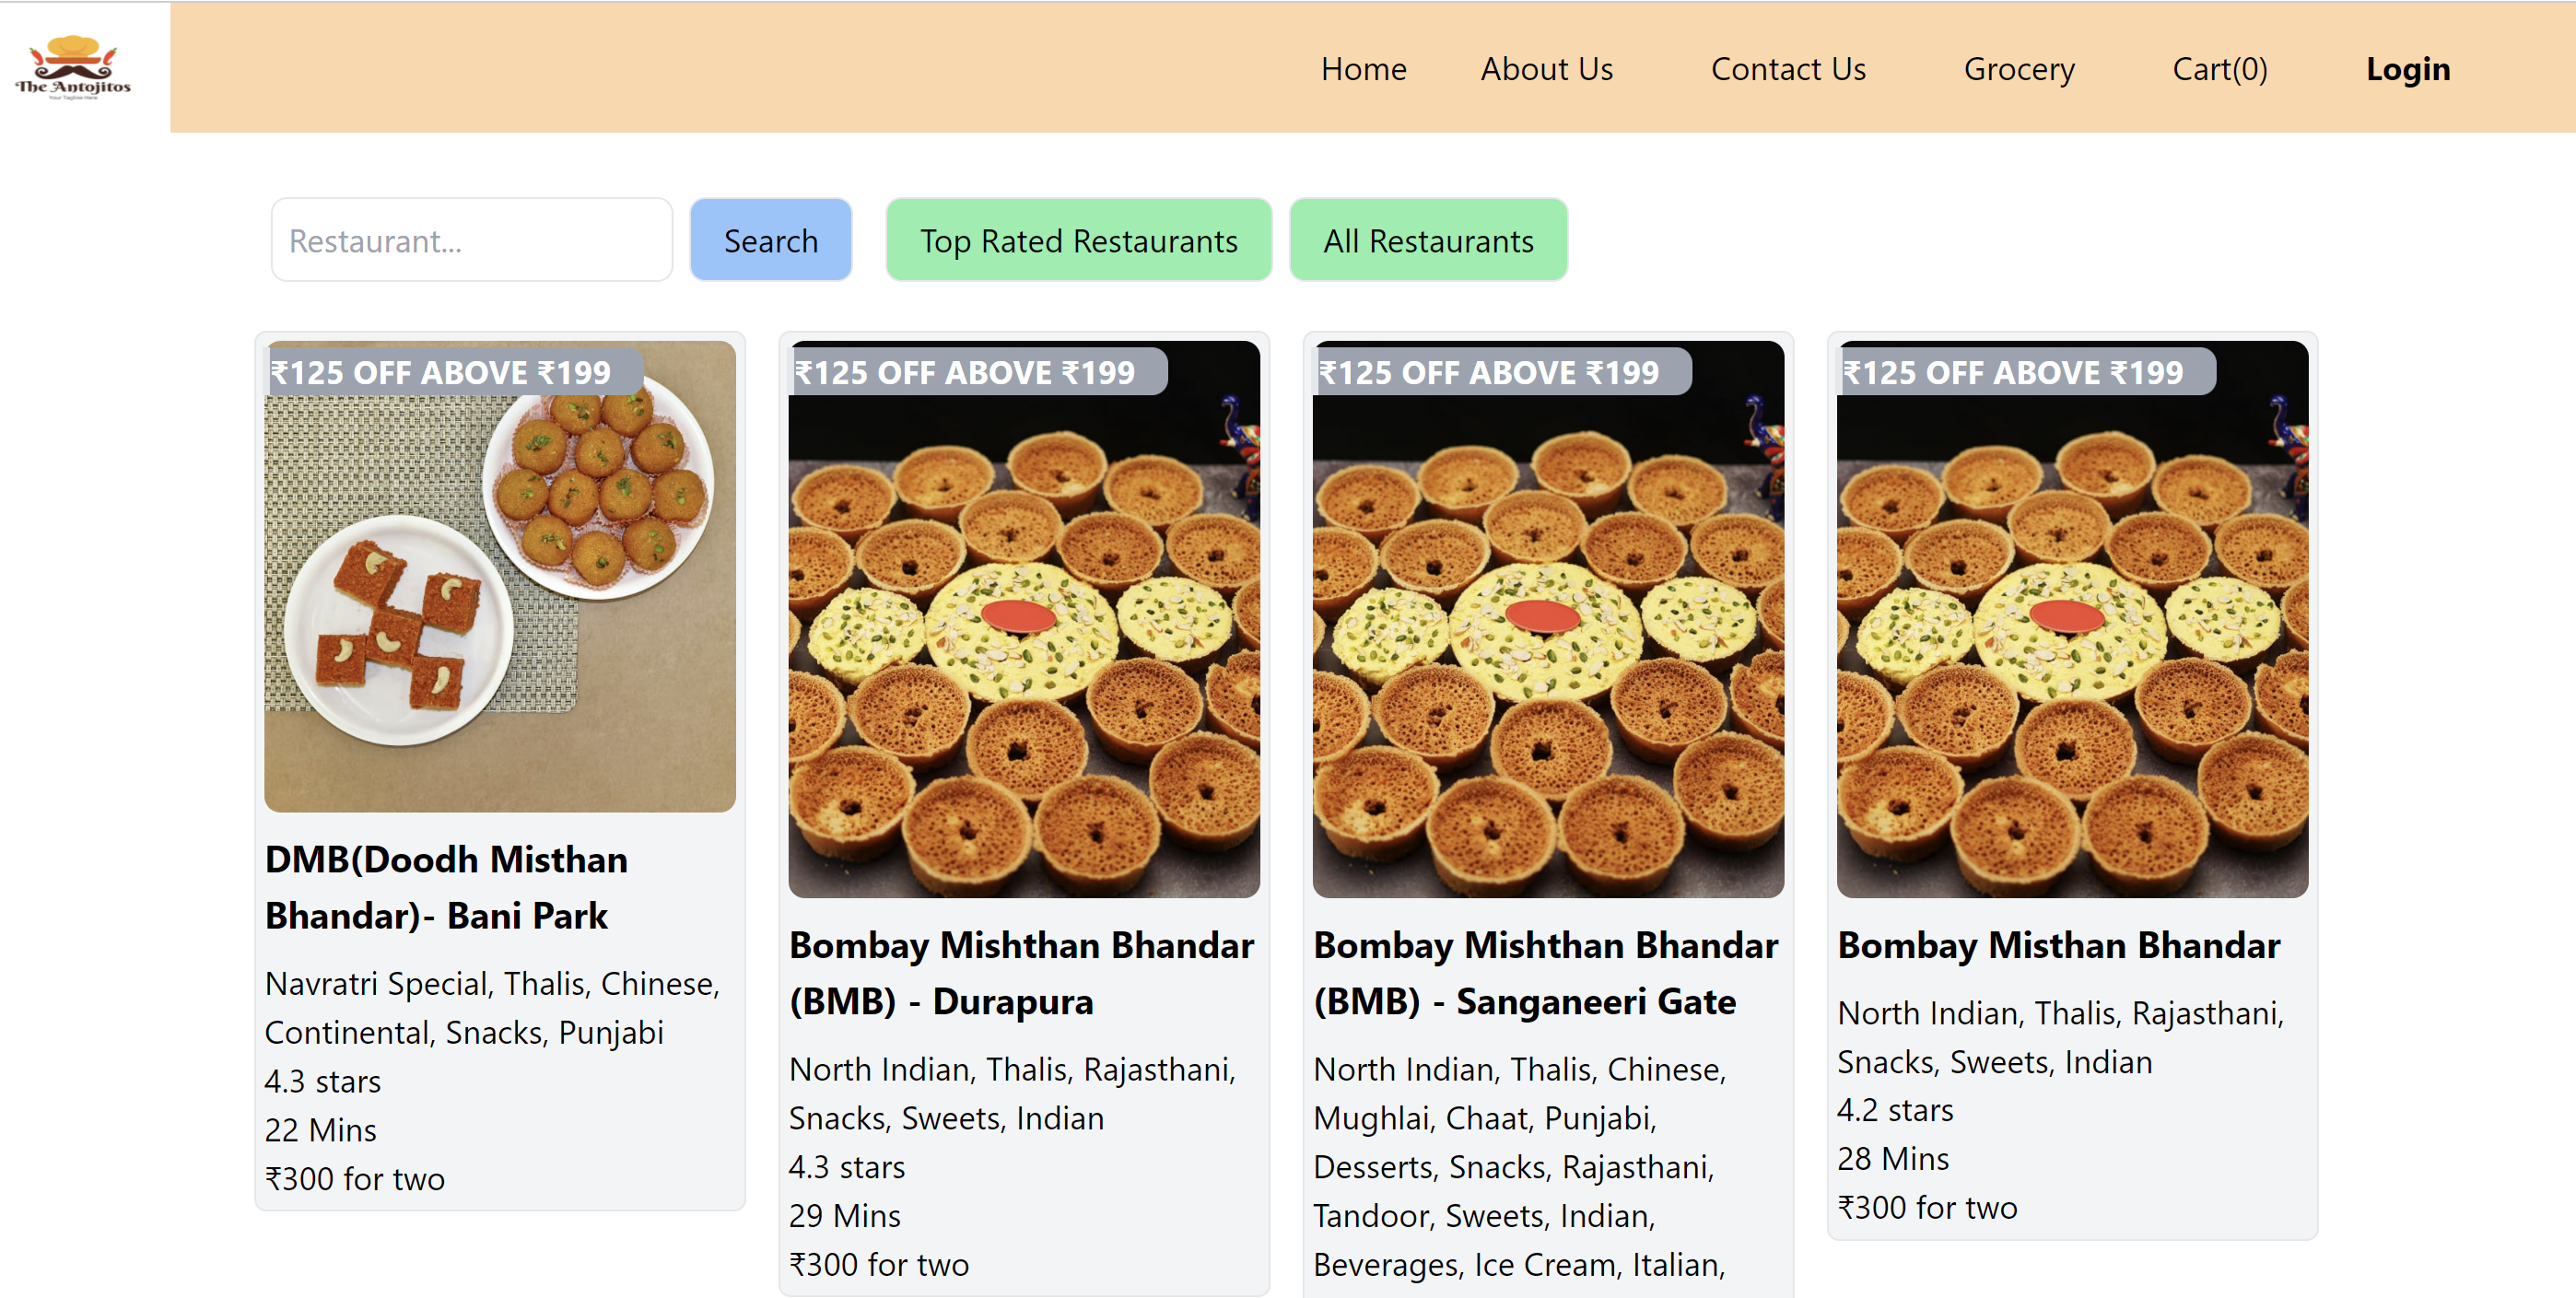 The Antojitos
Your Tagline Here
Home About Us Contact Us Grocery Cart(0) Login
Restaurant... Search Top Rated Restaurants All Restaurants
₹125 OFF ABOVE ₹199
DMB(Doodh Misthan
Bhandar)- Bani Park
Navratri Special, Thalis, Chinese,
Continental, Snacks, Punjabi
4.3 stars
22 Mins
₹300 for two
₹125 OFF ABOVE ₹199
Bombay Mishthan Bhandar
(BMB) - Durapura
North Indian, Thalis, Rajasthani,
Snacks, Sweets, Indian
4.3 stars
29 Mins
₹300 for two
₹125 OFF ABOVE ₹199
Bombay Mishthan Bhandar
(BMB) - Sanganeeri Gate
North Indian, Thalis, Chinese,
Mughlai, Chaat, Punjabi,
Desserts, Snacks, Rajasthani,
Tandoor, Sweets, Indian,
Beverages, Ice Cream, Italian,
₹125 OFF ABOVE ₹199
Bombay Misthan Bhandar
North Indian, Thalis, Rajasthani,
Snacks, Sweets, Indian
4.2 stars
28 Mins
₹300 for two